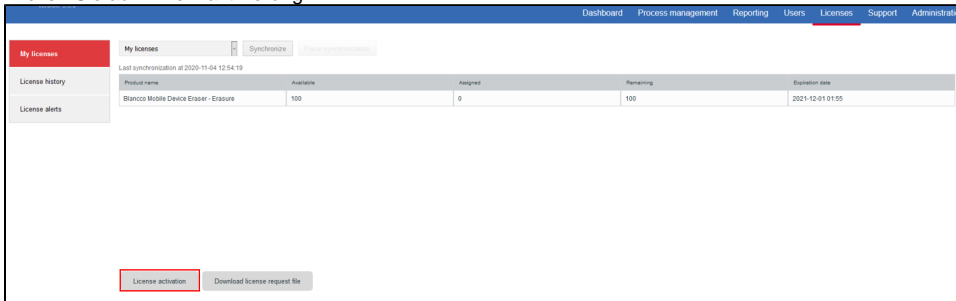 Dashboard Process management Reporting Users Licenses Support Administrati
My licenses
License history
License alerts
My licenses Synchronize
Last synchronization at 2020-11-04 12:54:19
Product name Available Assigned Remaining Expiration date
Blancco Mobile Device Eraser - Erasure 100 0 100 2021-12-01 01:55
License activation Download license request file